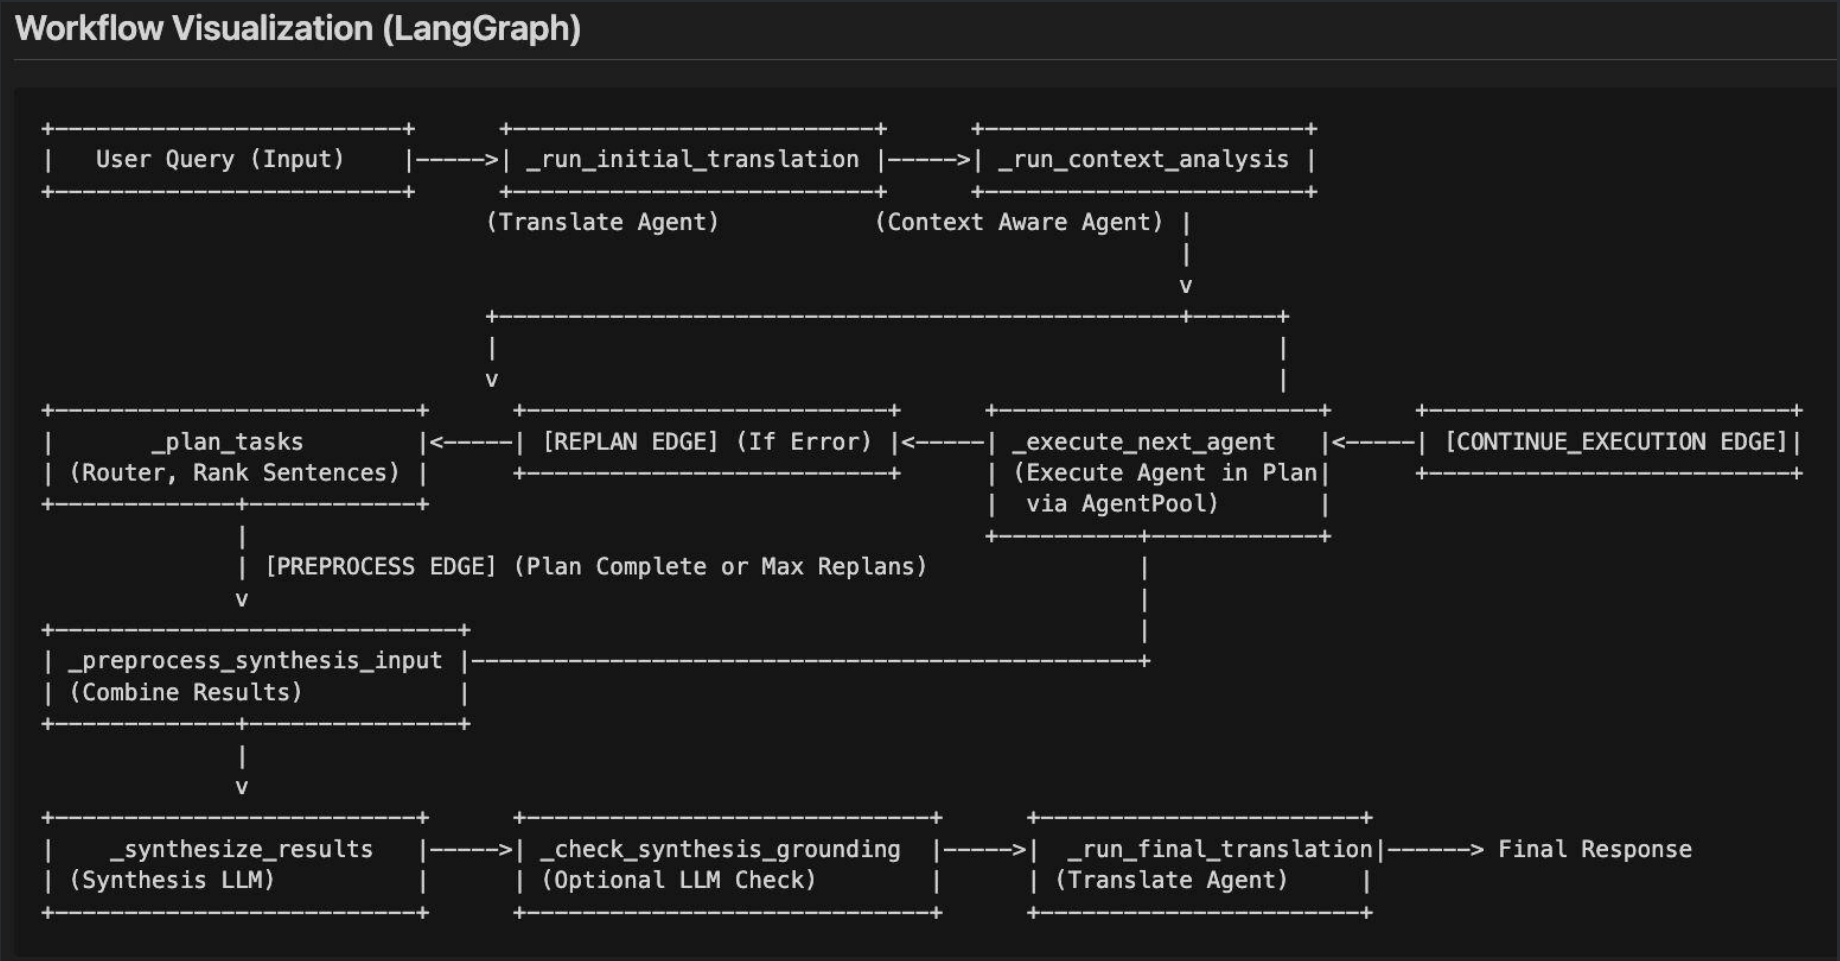 Workflow Visualization (LangGraph)
User Query (Input)
_run_initial_translation
_run_context_analysis
(Translate Agent)
(Context Aware Agent)
_plan_tasks
(Router, Rank Sentences)
[REPLAN EDGE] (If Error)
_execute_next_agent
(Execute Agent in Plan
via AgentPool)
[CONTINUE_EXECUTION EDGE]
[PREPROCESS EDGE] (Plan Complete or Max Replans)
_preprocess_synthesis_input
(Combine Results)
_synthesize_results
(Synthesis LLM)
_check_synthesis_grounding
(Optional LLM Check)
_run_final_translation
(Translate Agent)
Final Response